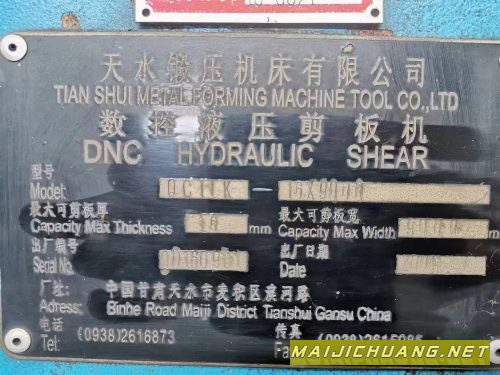 天水锻压机床有限公司
TIAN SHUI METAL FORMING MACHINE TOOL CO.,LTD
数控液压剪板机
DNC HYDRAULIC SHEAR
型号
Model: QC11K-
最大可剪板厚 最大可剪板宽
Capacity Max Thickness mm Capacity Max Width
出厂编号 出厂日期
Serial No. Date
厂址: 中国甘肃天水市麦积区滨河路
Adress: Binhe Road Maiji District Tianshui Gansu China
电话 传真
Tel: (0938)2616873
MAIJICHUANG.NET